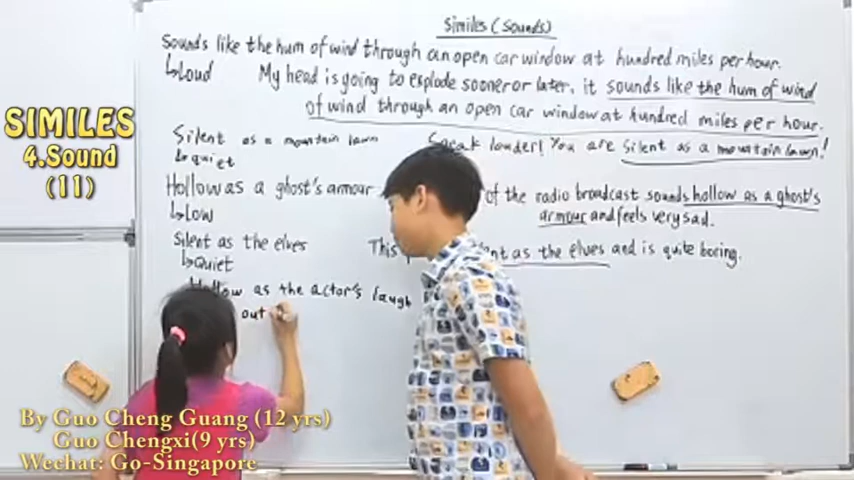 Similes (Sounds)
Sounds like the hum of wind through an open car window at hundred miles per hour.
↳Loud My head is going to explode sooner or later, it sounds like the hum of wind
of wind through an open car window at hundred miles per hour.
Silent as a mountain lawn Speak louder! You are silent as a mountain lawn!
↳quiet
Hollow as a ghost's armour of the radio broadcast sounds hollow as a ghost's
↳Low armour and feels very sad.
Silent as the elves This as the elves and is quite boring.
↳Quiet
Hollow as the actor's laugh
out
SIMILES
4.Sound
(11)
By Guo Cheng Guang (12 yrs)
Guo Chengxi(9 yrs)
Wechat: Go-Singapore